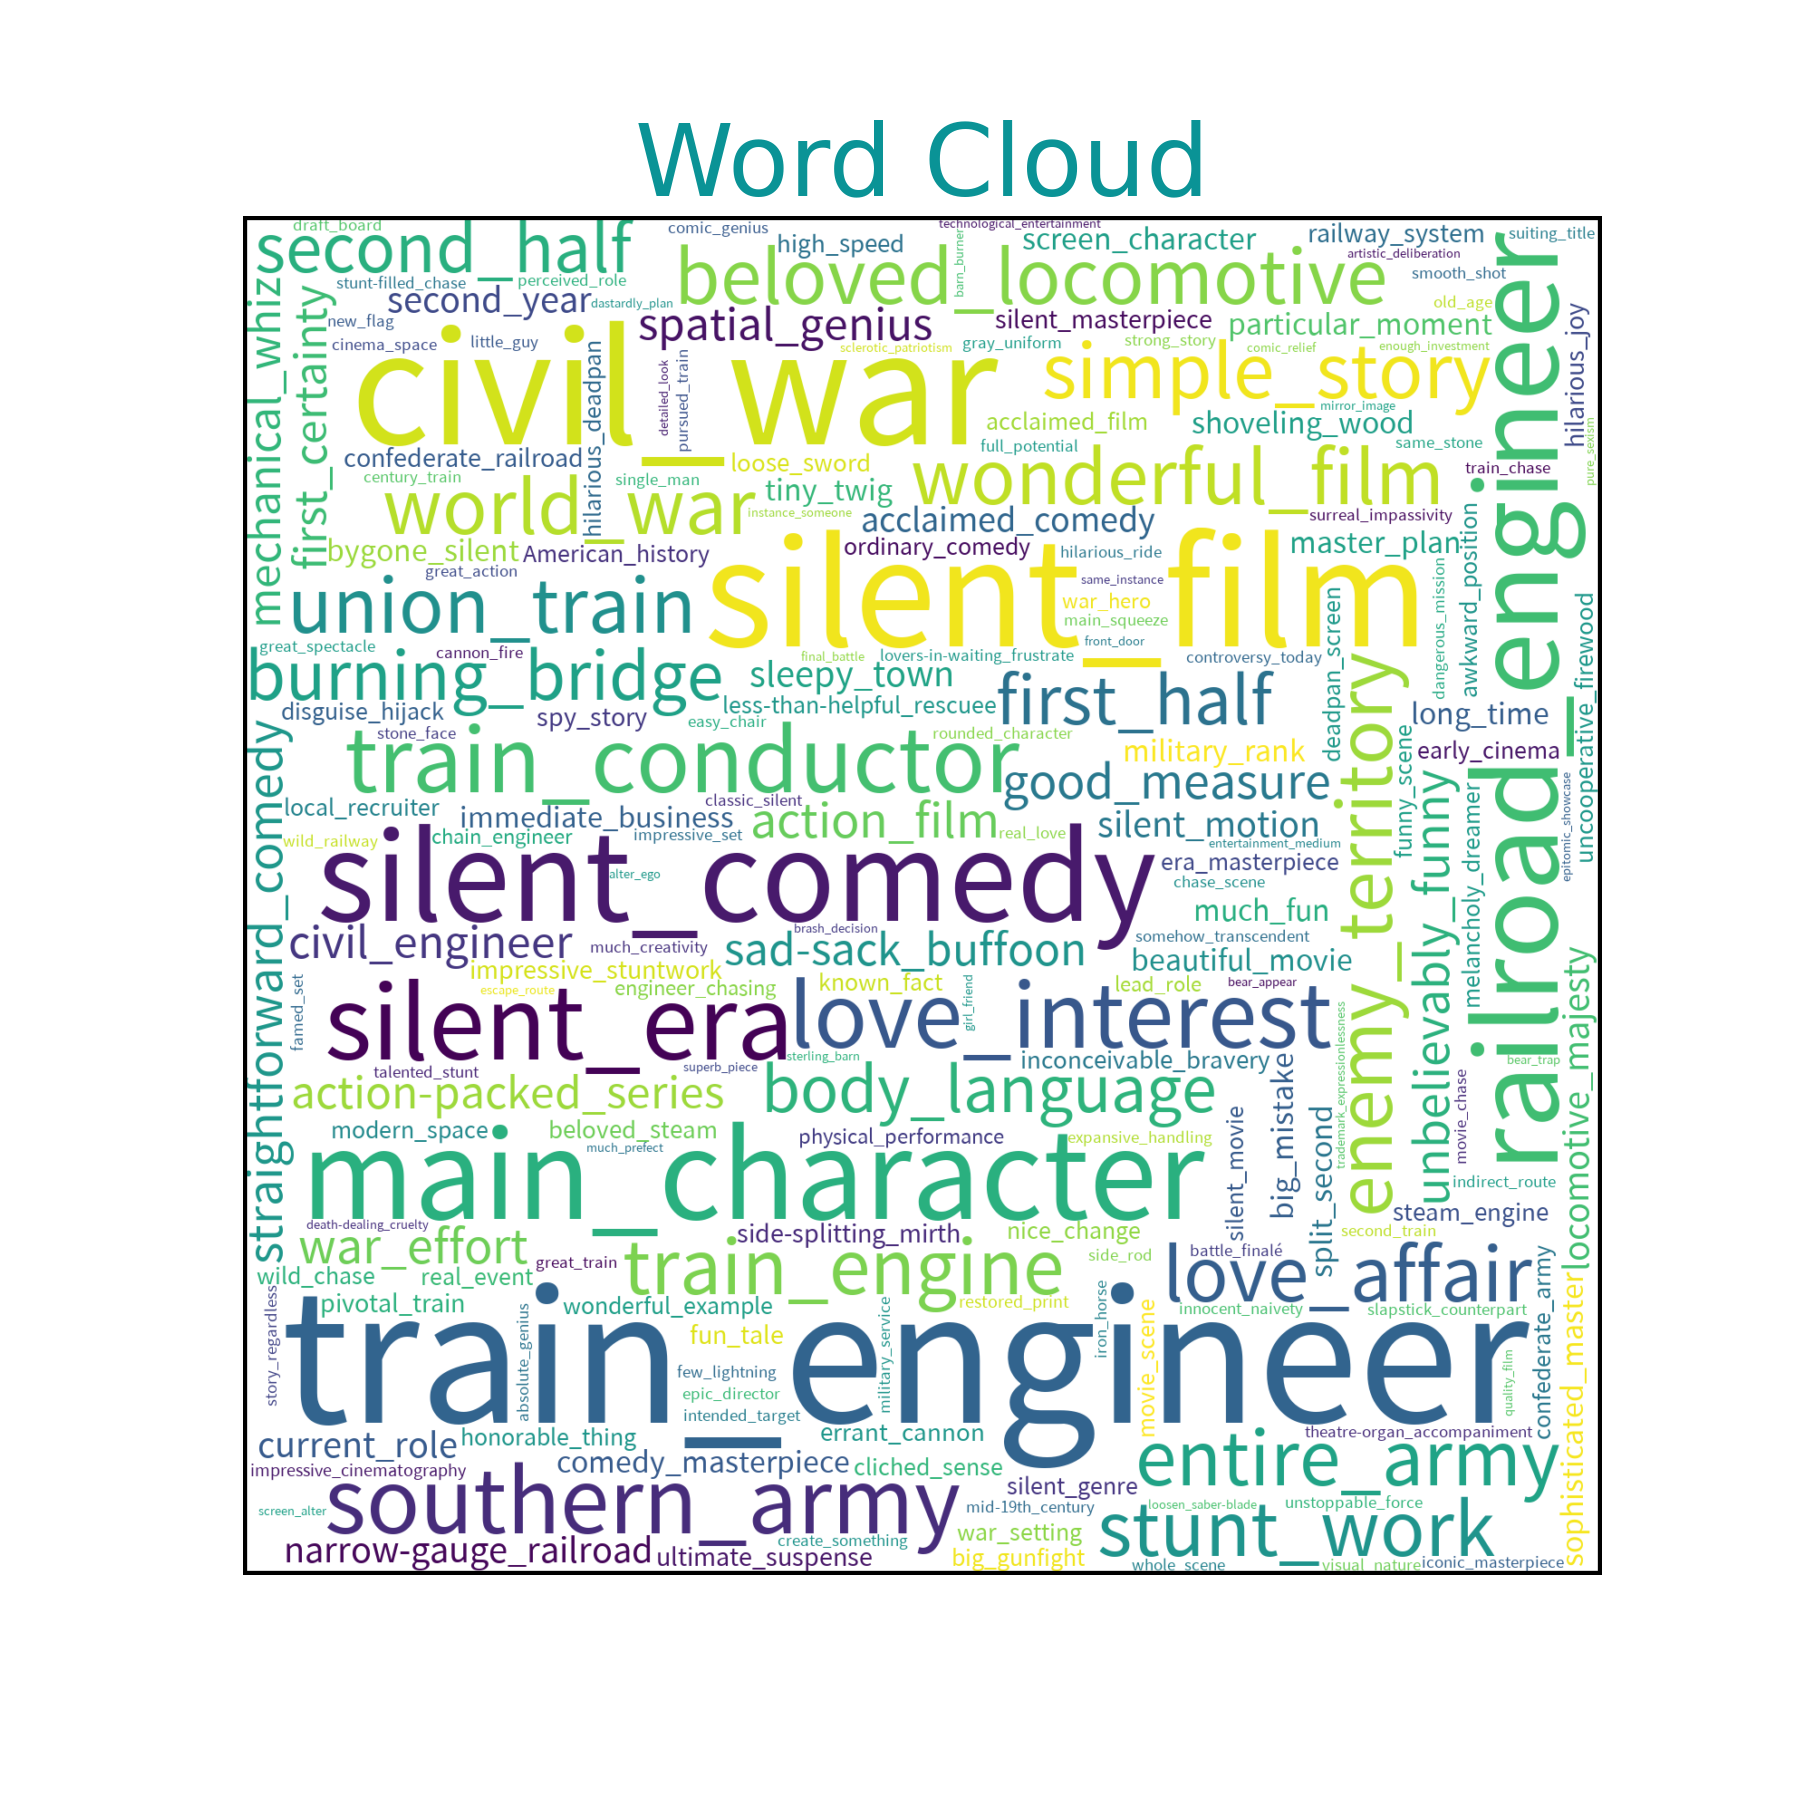 Word Cloud
draft_board
second_half
comic_genius
technological_entertainment
high_speed
barn_burner
screen_character
railway_system
suiting_title
artistic_deliberation
smooth_shot
stunt-filled_chase
perceived_role
beloved_locomotive
second_year
dastardly_plan
old_age
mechanical_whiz
first_certainty
new_flag
cinema_space
little_guy
spatial_genius
silent_masterpiece
particular_moment
railroad_engineer
hilarious_joy
sclerotic_patriotism
gray_uniform
strong_story
comic_relief
enough_investment
civil_war
hilarious_deadpan
detailed_look
pursued_train
simple_story
mirror_image
acclaimed_film
shoveling_wood
full_potential
same_stone
pure_sexism
confederate_railroad
loose_sword
century_train
single_man
tiny_twig
wonderful_film
train_chase
world_war
instance_someone
acclaimed_comedy
surreal_impassivity
bygone_silent
American_history
ordinary_comedy
hilarious_ride
master_plan
awkward_position
great_action
silent_film
same_instance
war_hero
main_squeeze
front_door
dangerous_mission
union_train
deadpan_screen
uncooperative_firewood
great_spectacle
cannon_fire
final_battle
lovers-in-waiting_frustrate
controversy_today
burning_bridge
sleepy_town
first_half
enemy_territory
long_time
disguise_hijack
spy_story
less-than-helpful_rescuee
easy_chair
stone_face
train_conductor
rounded_character
military_rank
funny_scene
early_cinema
straightforward_comedy
good_measure
epitomic_showcase
local_recruiter
immediate_business
classic_silent
action_film
real_love
silent_motion
unbelievably_funny
melancholy_dreamer
wild_railway
chain_engineer
impressive_set
entertainment_medium
silent_comedy
era_masterpiece
alter_ego
chase_scene
much_fun
civil_engineer
much_creativity
brash_decision
sad-sack_buffoon
somehow_transcendent
beautiful_movie
locomotive_majesty
famed_set
impressive_stuntwork
escape_route
engineer_chasing
known_fact
girl_friend
lead_role
bear_appear
silent_era
love_interest
trademark_expressionlessness
sterling_barn
talented_stunt
superb_piece
inconceivable_bravery
bear_trap
action-packed_series
body_language
big_mistake
movie_chase
modern_space
beloved_steam
physical_performance
expansive_handling
silent_movie
split_second
much_prefect
main_character
indirect_route
death-dealing_cruelty
steam_engine
war_effort
side-splitting_mirth
nice_change
second_train
great_train
train_engine
side_rod
battle_finalé
wild_chase
real_event
love_affair
confederate_army
sophisticated_master
story_regardless
pivotal_train
absolute_genius
wonderful_example
military_service
restored_print
iron_horse
innocent_naivety
slapstick_counterpart
train_engineer
fun_tale
movie_scene
few_lightning
quality_film
epic_director
intended_target
current_role
honorable_thing
errant_cannon
theatre-organ_accompaniment
impressive_cinematography
comedy_masterpiece
cliched_sense
entire_army
silent_genre
screen_alter
southern_army
mid-19th_century
loosen_saber-blade
unstoppable_force
create_something
war_setting
stunt_work
narrow-gauge_railroad
ultimate_suspense
big_gunfight
whole_scene
visual_nature
iconic_masterpiece